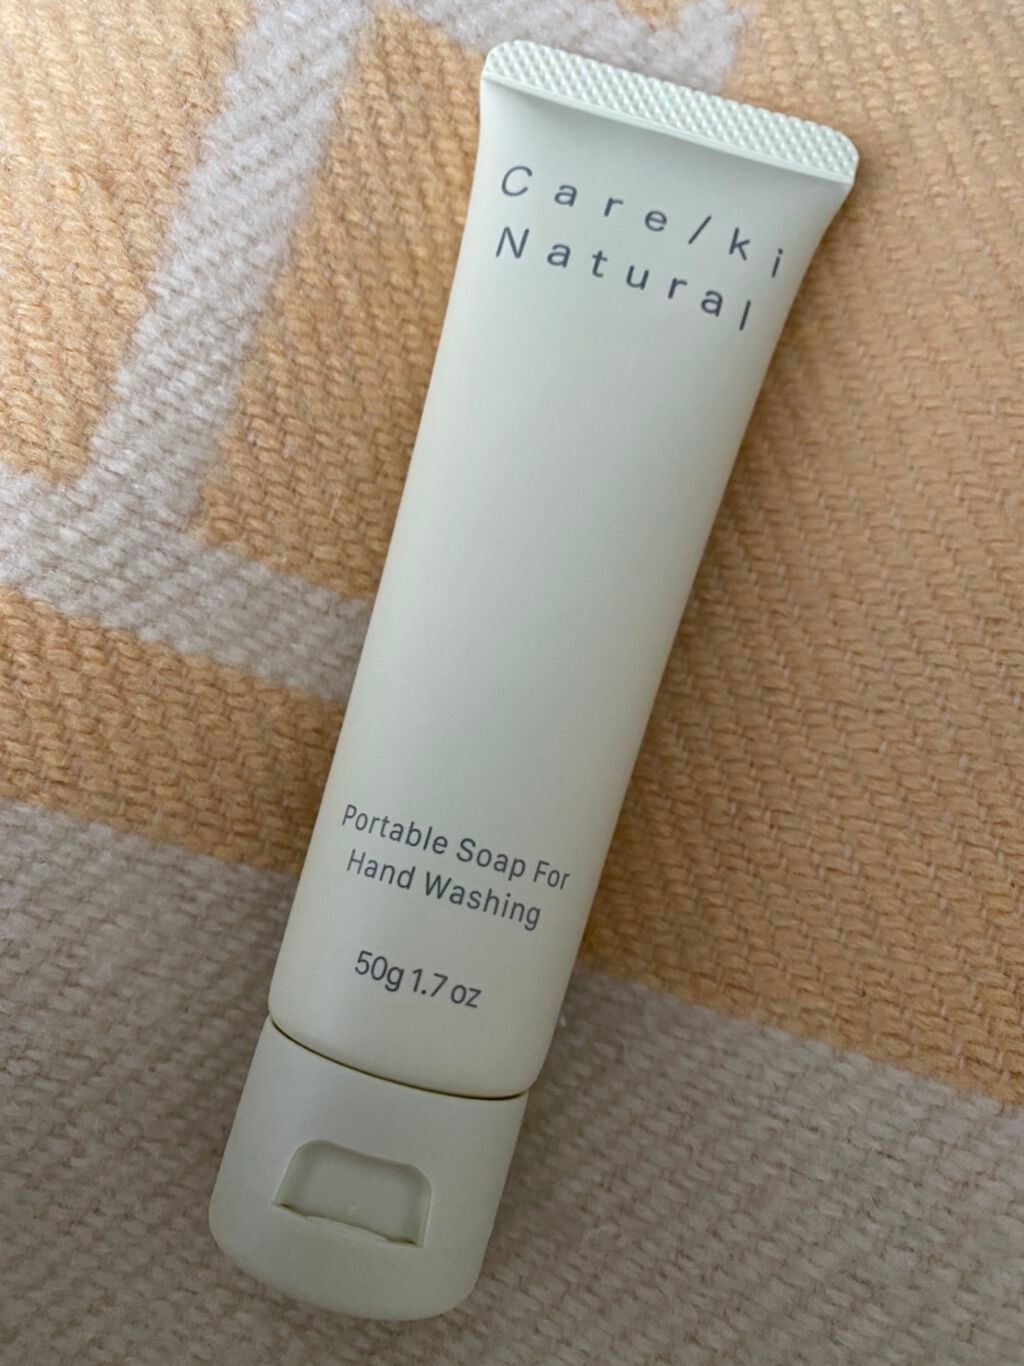 Care/ki
Natural
Portable Soap For
Hand Washing
50g 1.7 oz